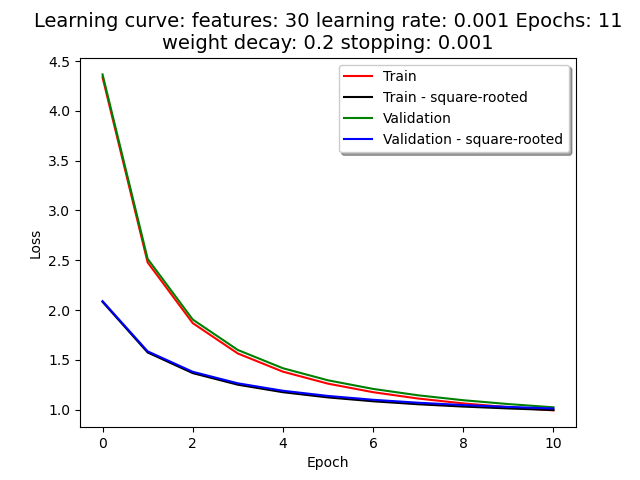 Learning curve: features: 30 learning rate: 0.001 Epochs: 11
weight decay: 0.2 stopping: 0.001
Train
Train - square-rooted
Validation
Validation - square-rooted
4.5
4.0
3.5
3.0
2.5
2.0
1.5
1.0
Loss
0
2
4
6
8
10
Epoch